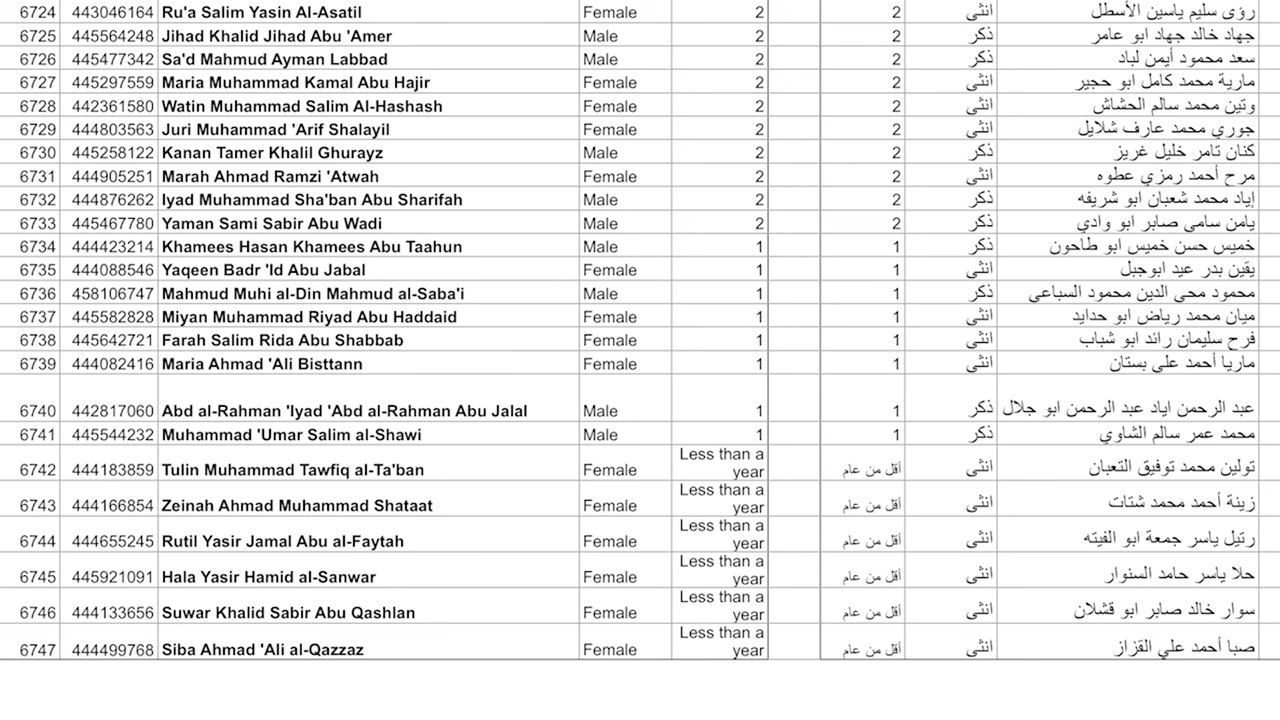 6724 443046164 Ru'a Salim Yasin Al-Asatil Female 2 2 انثى رؤى سليم ياسين الأسطل
6725 445564248 Jihad Khalid Jihad Abu 'Amer Male 2 2 ذكر جهاد خالد جهاد ابو عامر
6726 445477342 Sa'd Mahmud Ayman Labbad Male 2 2 ذكر سعد محمود أيمن لباد
6727 445297559 Maria Muhammad Kamal Abu Hajir Female 2 2 انثى مارية محمد كامل ابو حجير
6728 442361580 Watin Muhammad Salim Al-Hashash Female 2 2 انثى وتين محمد سالم الحشاش
6729 444803563 Juri Muhammad 'Arif Shalayil Female 2 2 انثى جوري محمد عارف شلايل
6730 445258122 Kanan Tamer Khalil Ghurayz Male 2 2 ذكر كنان تامر خليل غريز
6731 444905251 Marah Ahmad Ramzi 'Atwah Female 2 2 انثى مرح أحمد رمزي عطوه
6732 444876262 Iyad Muhammad Sha'ban Abu Sharifah Male 2 2 ذكر إياد محمد شعبان ابو شريفه
6733 445467780 Yaman Sami Sabir Abu Wadi Male 2 2 ذكر يامن سامى صابر ابو وادي
6734 444423214 Khamees Hasan Khamees Abu Taahun Male 1 1 ذكر خميس حسن خميس ابو طاحون
6735 444088546 Yaqeen Badr 'Id Abu Jabal Female 1 1 انثى يقين بدر عيد ابوجبل
6736 458106747 Mahmud Muhi al-Din Mahmud al-Saba'i Male 1 1 ذكر محمود محى الدين محمود السباعى
6737 445582828 Miyan Muhammad Riyad Abu Haddaid Female 1 1 انثى ميان محمد رياض ابو حدايد
6738 445642721 Farah Salim Rida Abu Shabbab Female 1 1 انثى فرح سليمان رائد ابو شباب
6739 444082416 Maria Ahmad 'Ali Bisttann Female 1 1 انثى ماريا أحمد على بستان
6740 442817060 Abd al-Rahman 'Iyad 'Abd al-Rahman Abu Jalal Male 1 1 ذكر عبد الرحمن اياد عبد الرحمن ابو جلال
6741 445544232 Muhammad 'Umar Salim al-Shawi Male 1 1 ذكر محمد عمر سالم الشاوي
6742 444183859 Tulin Muhammad Tawfiq al-Ta'ban Female Less than a year أقل من عام انثى تولين محمد توفيق التعبان
6743 444166854 Zeinah Ahmad Muhammad Shataat Female Less than a year أقل من عام انثى زينة أحمد محمد شتات
6744 444655245 Rutil Yasir Jamal Abu al-Faytah Female Less than a year أقل من عام انثى رتيل ياسر جمعة ابو الفيته
6745 445921091 Hala Yasir Hamid al-Sanwar Female Less than a year أقل من عام انثى حلا ياسر حامد السنوار
6746 444133656 Suwar Khalid Sabir Abu Qashlan Female Less than a year أقل من عام انثى سوار خالد صابر ابو قشلان
6747 444499768 Siba Ahmad 'Ali al-Qazzaz Female Less than a year أقل من عام انثى صبا أحمد علي القزاز